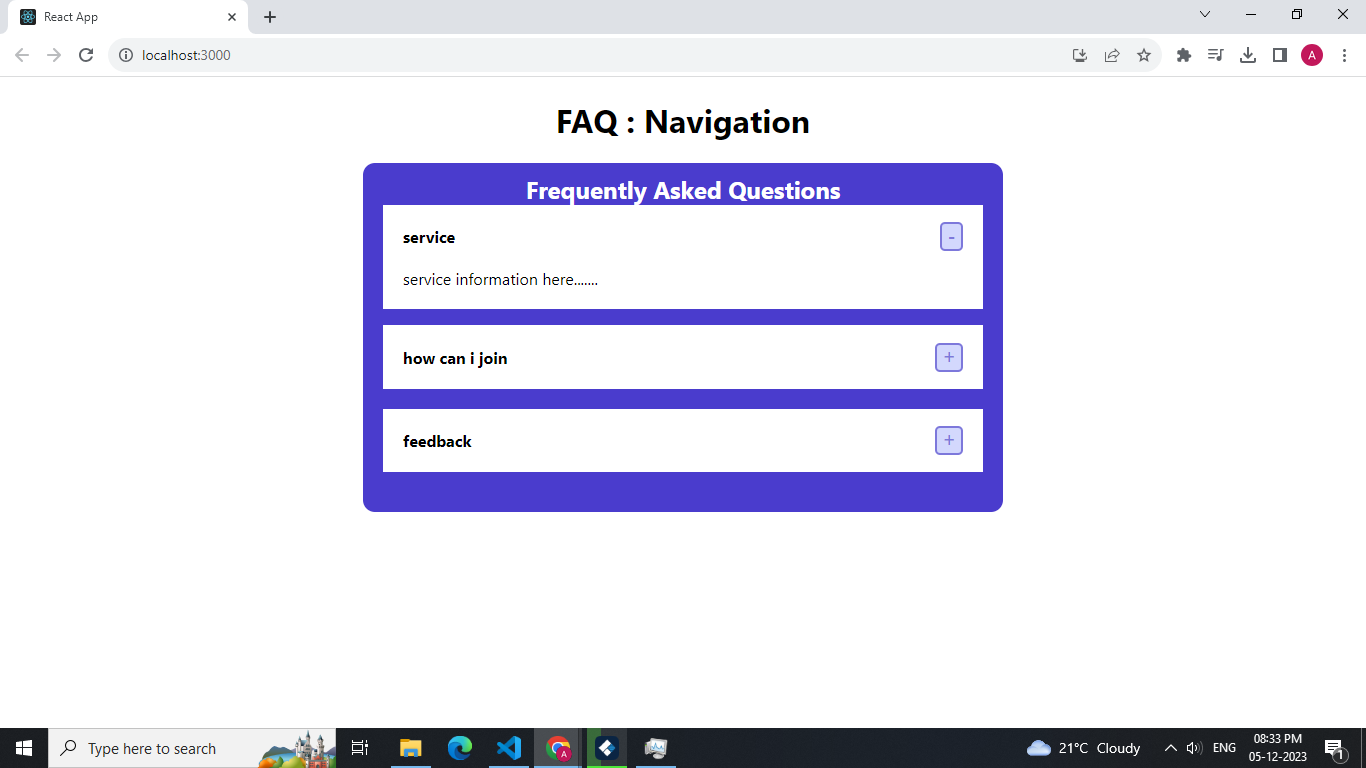 React App
localhost:3000
A
FAQ : Navigation
Frequently Asked Questions
service
-
service information here.......
how can i join
+
feedback
+
Type here to search
A
21°C Cloudy
ENG
08:33 PM
05-12-2023
1